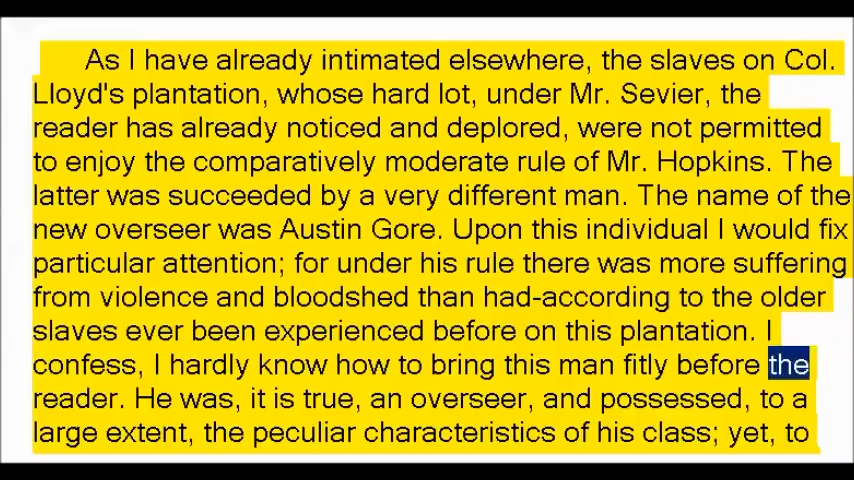 As I have already intimated elsewhere, the slaves on Col.
Lloyd's plantation, whose hard lot, under Mr. Sevier, the
reader has already noticed and deplored, were not permitted
to enjoy the comparatively moderate rule of Mr. Hopkins. The
latter was succeeded by a very different man. The name of the
new overseer was Austin Gore. Upon this individual I would fix
particular attention; for under his rule there was more suffering
from violence and bloodshed than had-according to the older
slaves ever been experienced before on this plantation. I
confess, I hardly know how to bring this man fitly before the
reader. He was, it is true, an overseer, and possessed, to a
large extent, the peculiar characteristics of his class; yet, to